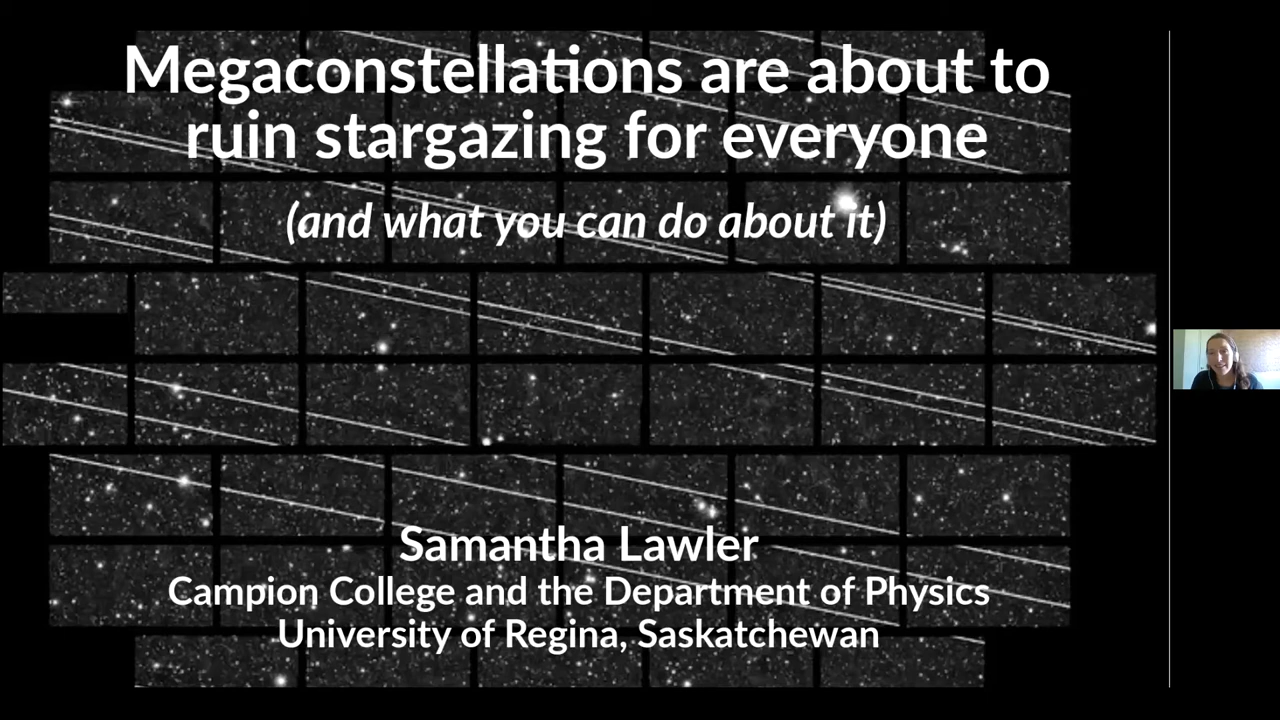 Megaconstellations are about to
ruin stargazing for everyone
(and what you can do about it)
Samantha Lawler
Campion College and the Department of Physics
University of Regina, Saskatchewan